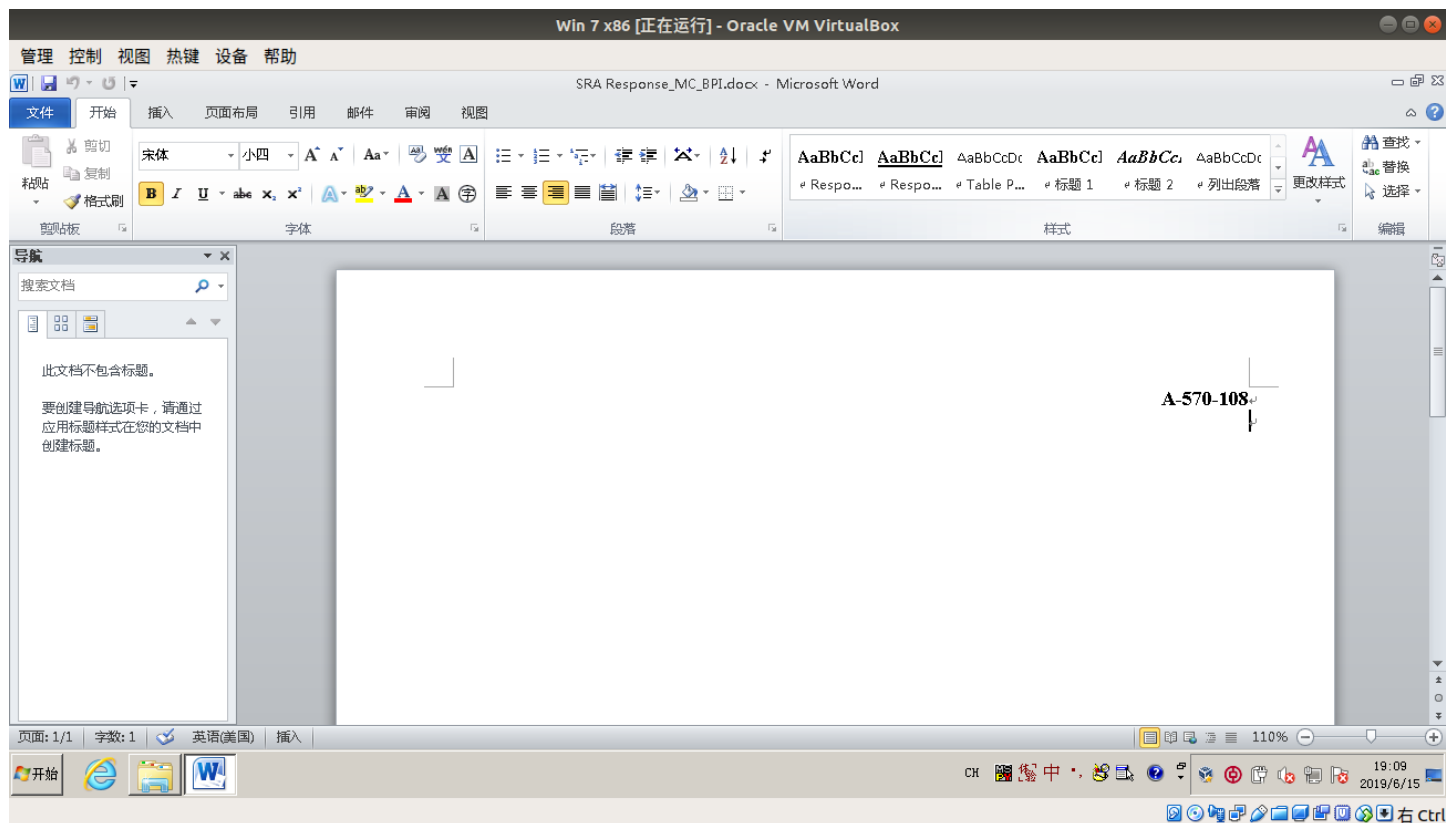 Win 7 x86 [正在运行] - Oracle VM VirtualBox
管理 控制 视图 热键 设备 帮助
SRA Response_MC_BPI.docx - Microsoft Word
文件 开始 插入 页面布局 引用 邮件 审阅 视图
剪切
复制
粘贴
格式刷
宋体 小四
AaBbCcI AaBbCcI AaBbCcDc AaBbCcI AaBbCc. AaBbCcDc
Respo... Respo... Table P... 标题 1 标题 2 列出段落
更改样式
查找
替换
选择
剪贴板 字体 段落 样式 编辑
导航
搜索文档
此文档不包含标题。
要创建导航选项卡，请通过
应用标题样式在您的文档中
创建标题。
A-570-108
页面: 1/1 字数: 1 英语(美国) 插入 110%
开始 CH 中 19:09
2019/6/15
右 Ctrl